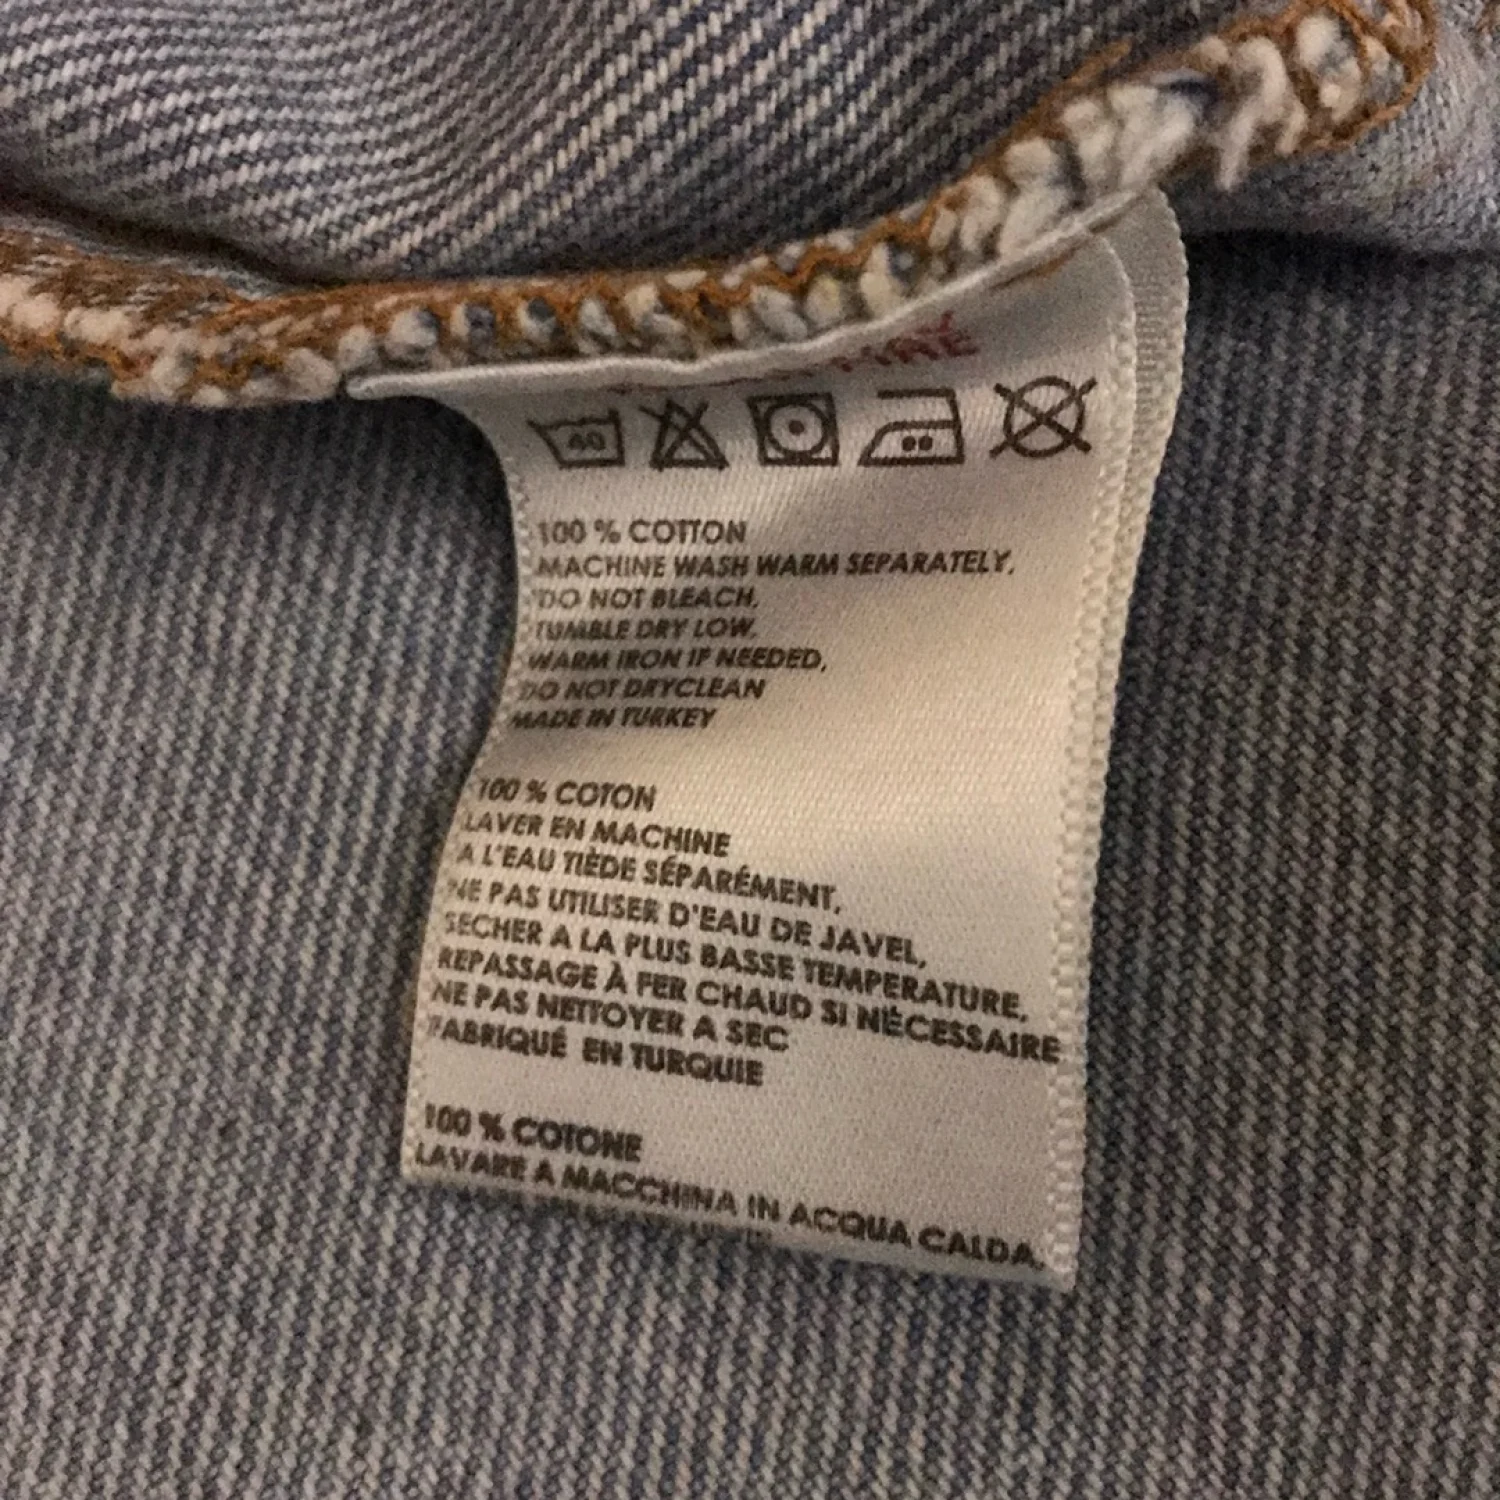 40
100 % COTTON
MACHINE WASH WARM SEPARATELY,
DO NOT BLEACH,
TUMBLE DRY LOW,
WARM IRON IF NEEDED,
DO NOT DRYCLEAN
MADE IN TURKEY
100 % COTON
LAVER EN MACHINE
A L'EAU TIÈDE SÉPARÉMENT,
NE PAS UTILISER D'EAU DE JAVEL,
SECHER A LA PLUS BASSE TEMPERATURE,
REPASSAGE À FER CHAUD SI NÉCESSAIRE
NE PAS NETTOYER A SEC
FABRIQUÉ EN TURQUIE
100 % COTONE
LAVARE A MACCHINA IN ACQUA CALDA